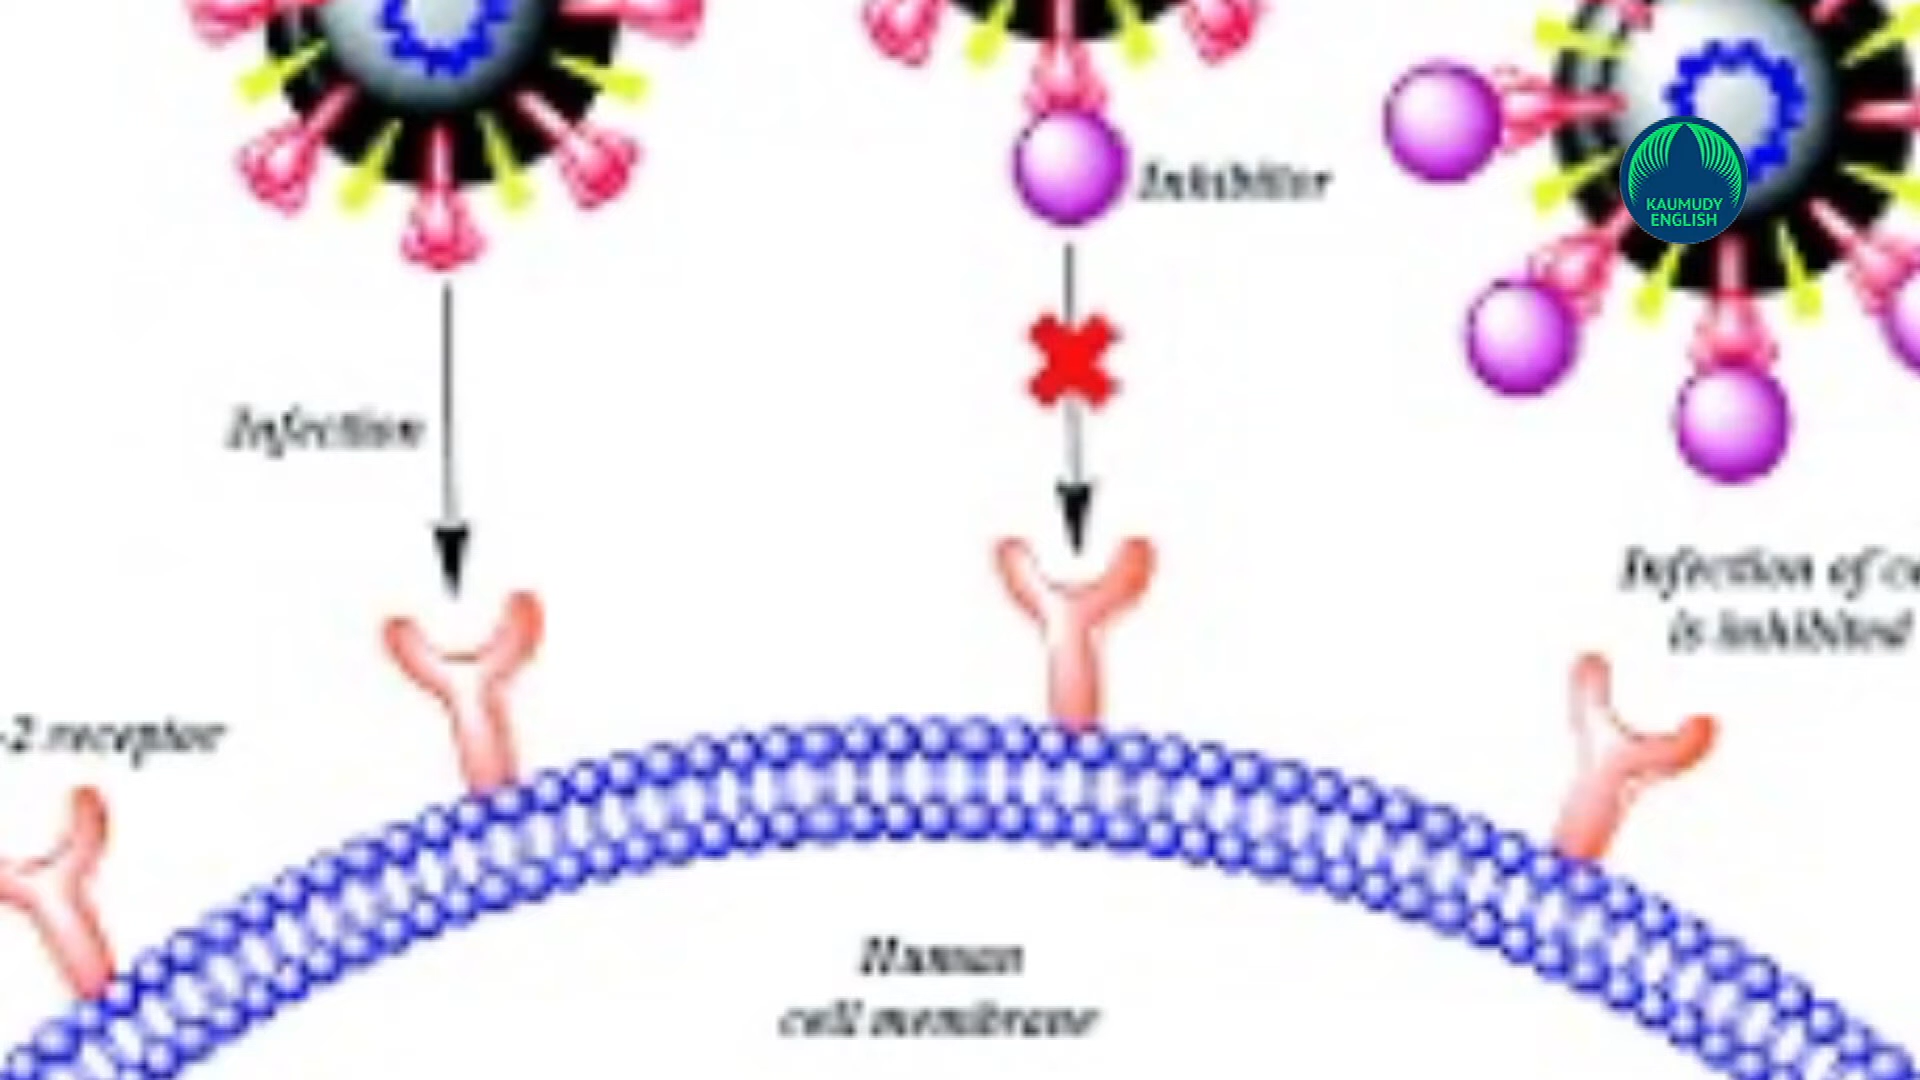 Inhibitor
KAUMUDY
ENGLISH
Infection
Infection of
is inhibited
-2 receptor
Human
cell membrane